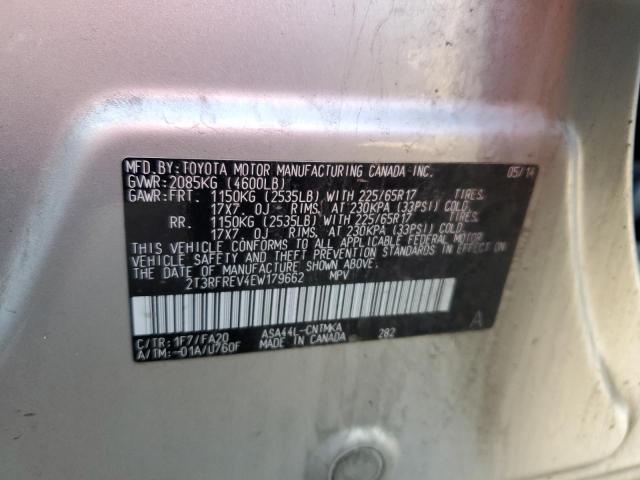 MFD.BY:TOYOTA MOTOR MANUFACTURING CANADA INC. 05/14
GVWR:2085KG (4600LB)
GAWR:FRT. 1150KG (2535LB) WITH 225/65R17 TIRES,
17X7 OJ - RIMS, AT 230KPA (33PSI) COLD.
RR. 1150KG (2535LB) WITH 225/65R17 TIRES,
17X7 OJ - RIMS, AT 230KPA (33PSI) COLD.
THIS VEHICLE CONFORMS TO ALL APPLICABLE FEDERAL MOTOR
VEHICLE SAFETY AND THEFT PREVENTION STANDARDS IN EFFECT ON
THE DATE OF MANUFACTURE SHOWN ABOVE.
2T3RFREV4EW179662 MPV
C/TR: 1F7/FA20 ASA44L-CNTMKA 282 A
A/TM: -01A/U760F MADE IN CANADA